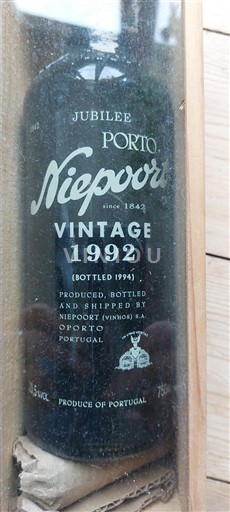 JUBILEE
1842
PORTO
Niepoort
since 1842
VINTAGE
1992
(BOTTLED 1994)
PRODUCED, BOTTLED
AND SHIPPED BY
NIEPOORT (VINHOS) S.A.
OPORTO
PORTUGAL
PRODUCE OF PORTUGAL